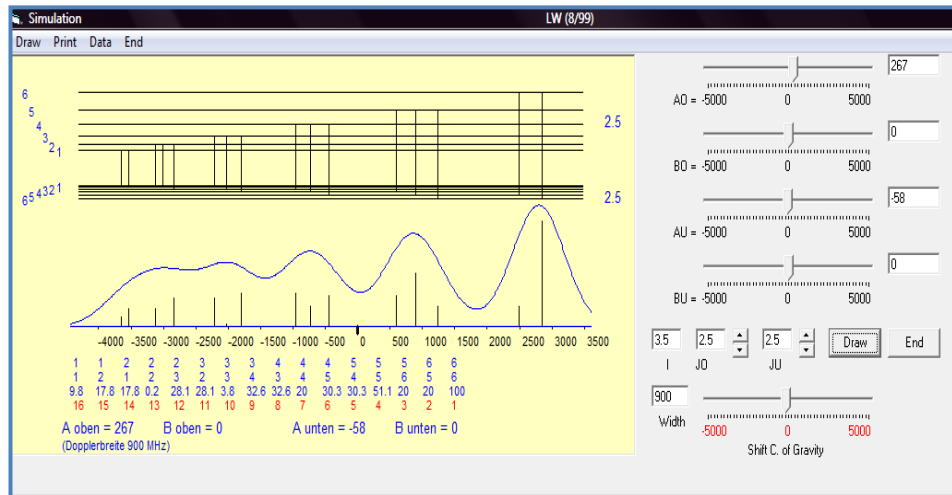 Simulation LW (8/99)
Draw Print Data End
6
5
4
3
2
1
2.5
6 5 4 3 2 1
2.5
-4000 -3500 -3000 -2500 -2000 -1500 -1000 -500 0 500 1000 1500 2000 2500 3000 3500
1 1 2 2 2 3 3 3 4 4 4 5 5 5 6 6
1 2 1 2 3 2 3 4 3 4 5 4 5 6 5 6
9.8 17.8 17.8 0.2 28.1 28.1 3.8 32.6 32.6 20 30.3 30.3 51.1 20 20 100
16 15 14 13 12 11 10 9 8 7 6 5 4 3 2 1
A oben = 267 B oben = 0 A unten = -58 B unten = 0
(Dopplerbreite 900 MHz)
267
AO = -5000 0 5000
0
BO = -5000 0 5000
-58
AU = -5000 0 5000
0
BU = -5000 0 5000
3.5 2.5 2.5 Draw End
I JO JU
900
Width -5000 0 5000
Shift C. of Gravity